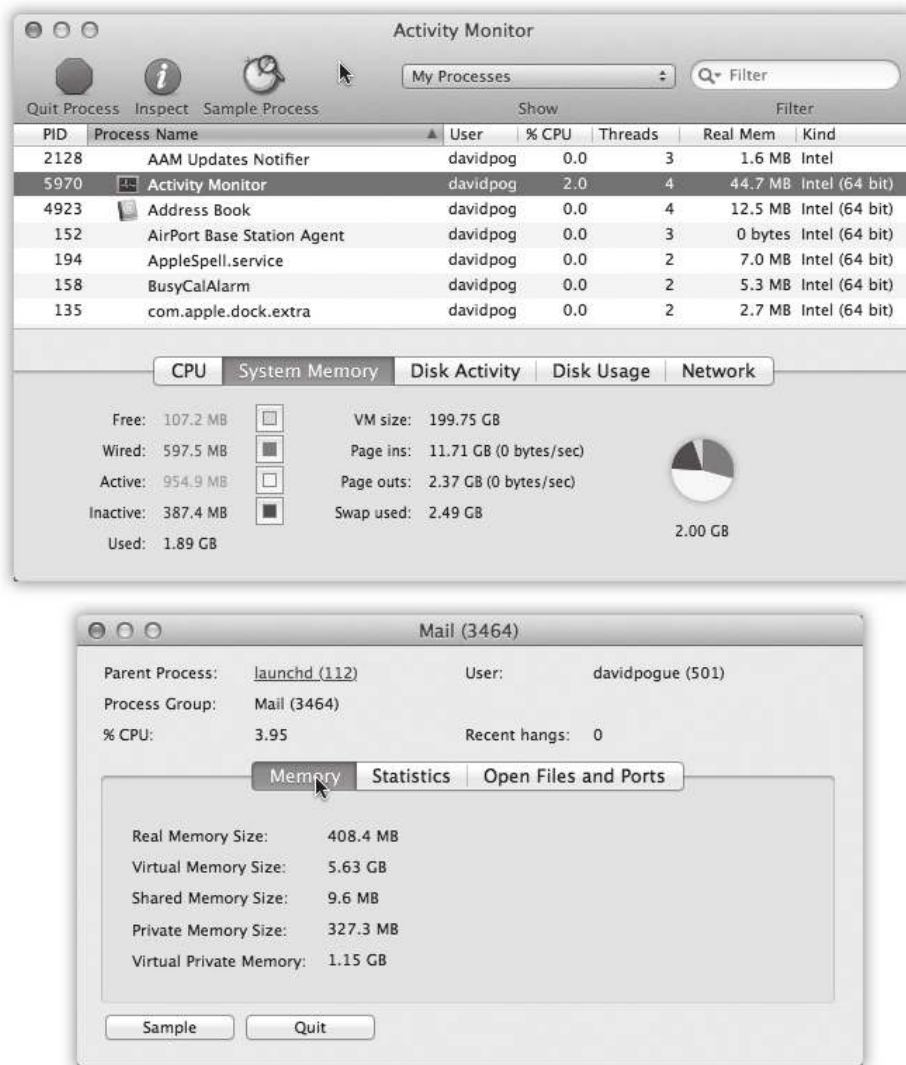 Activity Monitor
My Processes
Filter
Quit Process Inspect Sample Process Show Filter
PID Process Name User % CPU Threads Real Mem Kind
2128 AAM Updates Notifier davidpog 0.0 3 1.6 MB Intel
5970 Activity Monitor davidpog 2.0 4 44.7 MB Intel (64 bit)
4923 Address Book davidpog 0.0 4 12.5 MB Intel (64 bit)
152 AirPort Base Station Agent davidpog 0.0 3 0 bytes Intel (64 bit)
194 AppleSpell.service davidpog 0.0 2 7.0 MB Intel (64 bit)
158 BusyCalAlarm davidpog 0.0 2 5.3 MB Intel (64 bit)
135 com.apple.dock.extra davidpog 0.0 2 2.7 MB Intel (64 bit)
CPU System Memory Disk Activity Disk Usage Network
Free: 107.2 MB VM size: 199.75 GB
Wired: 597.5 MB Page ins: 11.71 GB (0 bytes/sec)
Active: 954.9 MB Page outs: 2.37 GB (0 bytes/sec)
Inactive: 387.4 MB Swap used: 2.49 GB
Used: 1.89 GB
2.00 GB
Mail (3464)
Parent Process: launchd (112) User: davidpogue (501)
Process Group: Mail (3464)
% CPU: 3.95 Recent hangs: 0
Memory Statistics Open Files and Ports
Real Memory Size: 408.4 MB
Virtual Memory Size: 5.63 GB
Shared Memory Size: 9.6 MB
Private Memory Size: 327.3 MB
Virtual Private Memory: 1.15 GB
Sample Quit